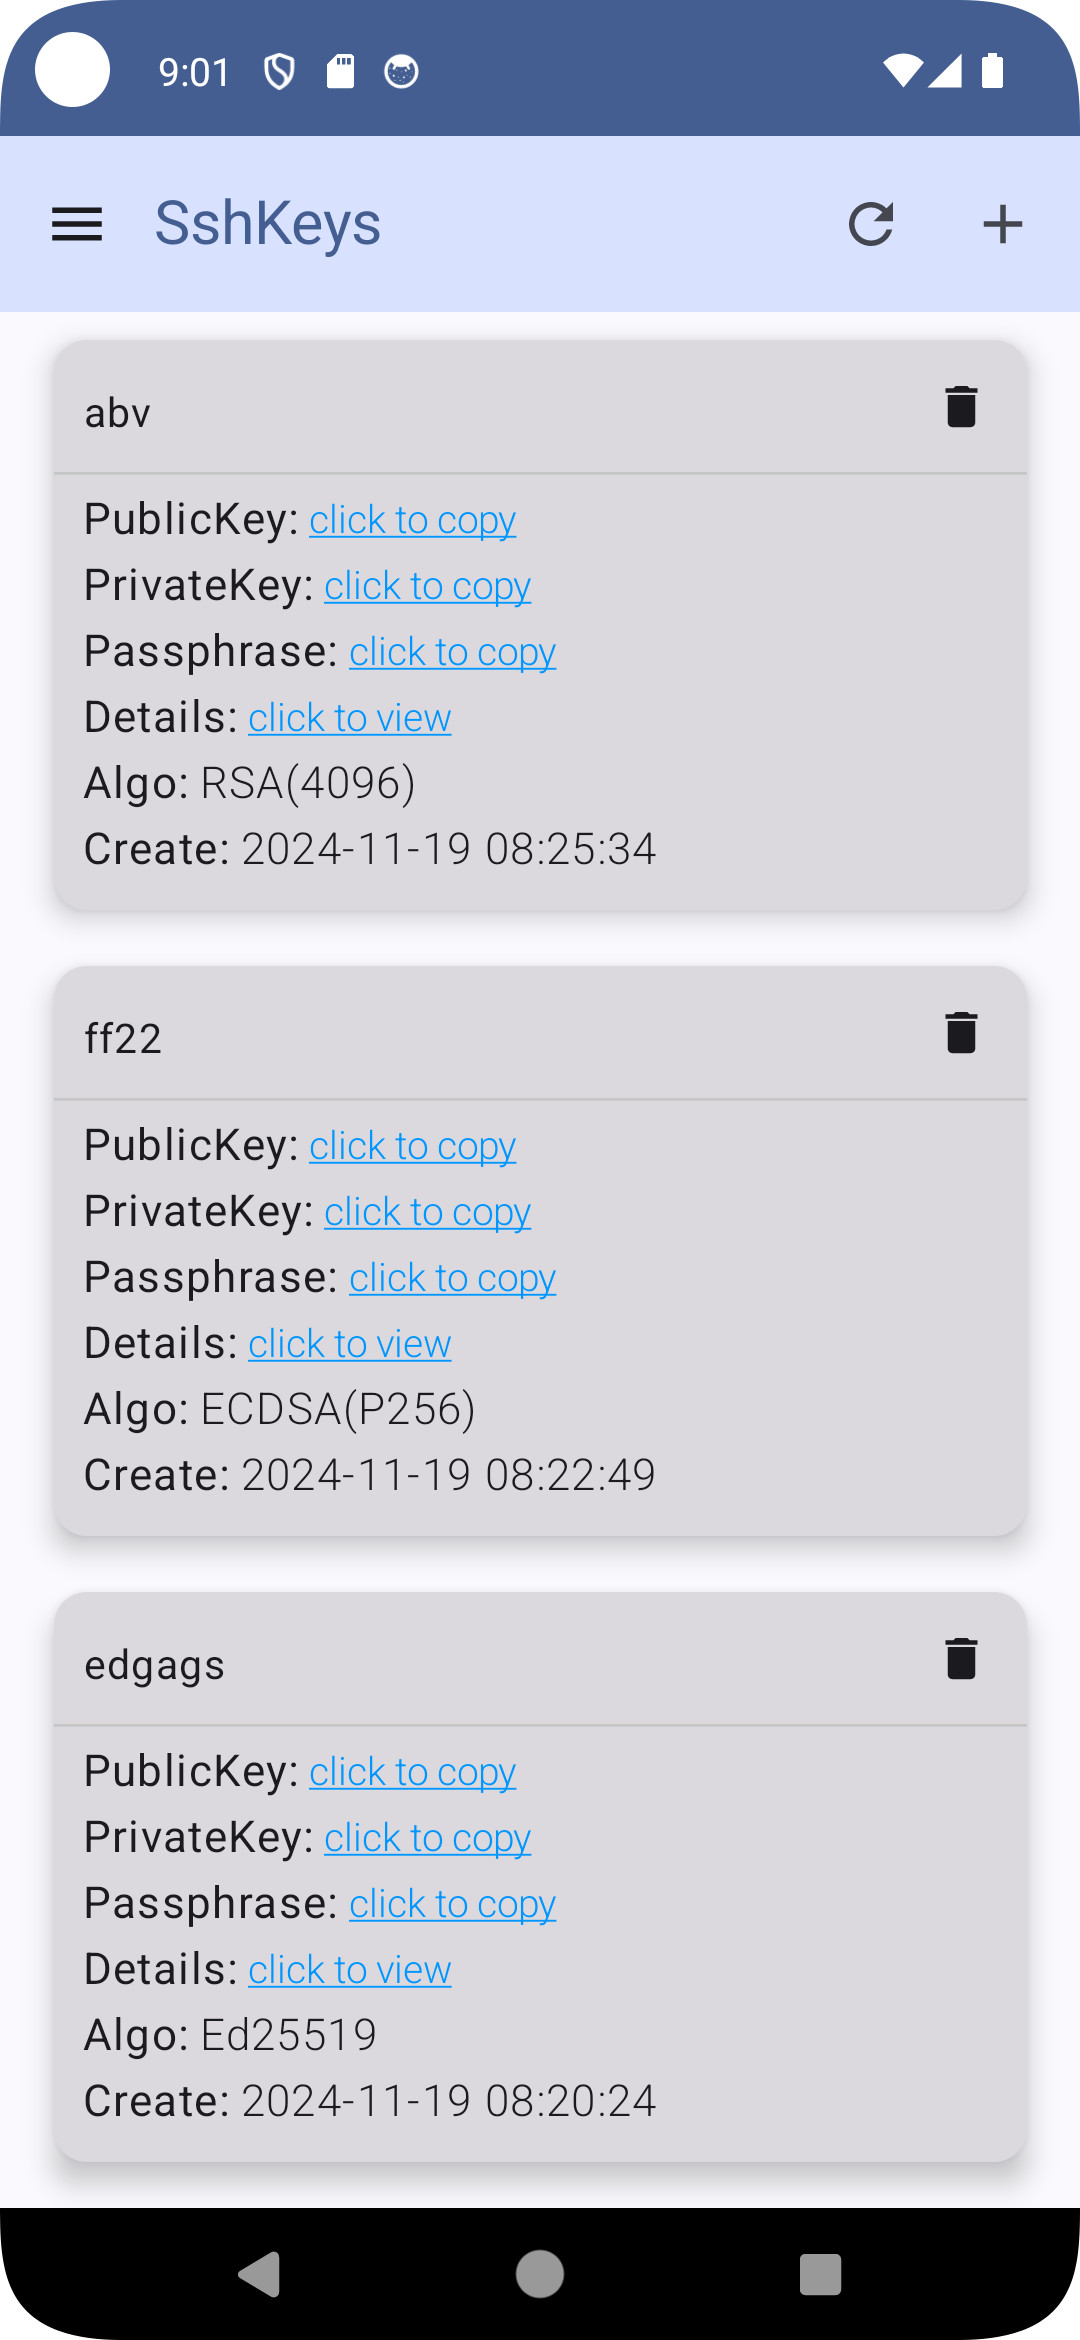 9:01
SshKeys
abv
PublicKey: click to copy
PrivateKey: click to copy
Passphrase: click to copy
Details: click to view
Algo: RSA(4096)
Create: 2024-11-19 08:25:34
ff22
PublicKey: click to copy
PrivateKey: click to copy
Passphrase: click to copy
Details: click to view
Algo: ECDSA(P256)
Create: 2024-11-19 08:22:49
edgags
PublicKey: click to copy
PrivateKey: click to copy
Passphrase: click to copy
Details: click to view
Algo: Ed25519
Create: 2024-11-19 08:20:24